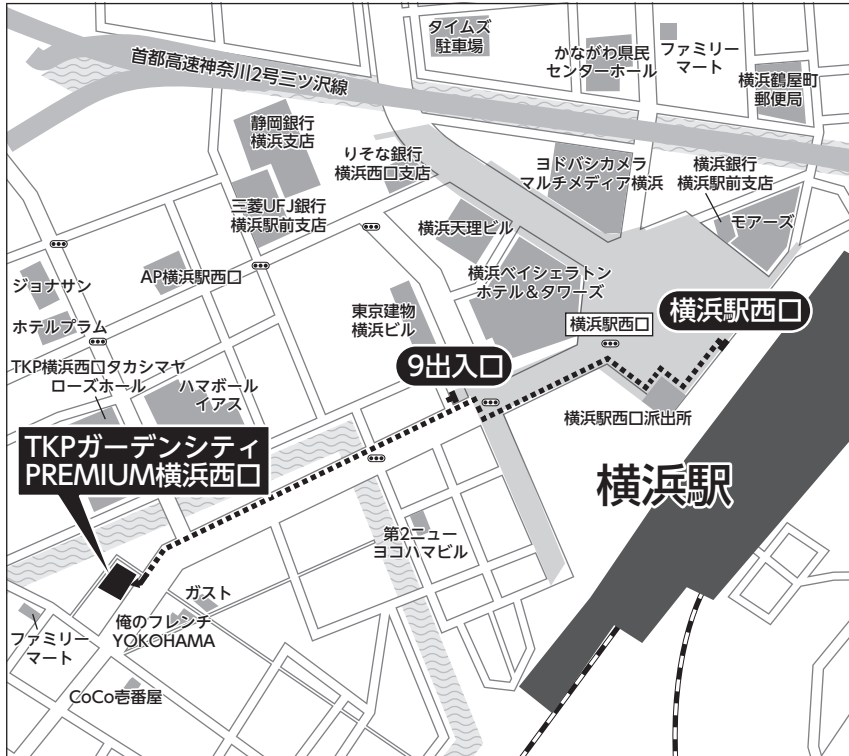 タイムズ
駐車場
かながわ県民
センターホール
ファミリー
マート
首都高速神奈川2号三ツ沢線
横浜鶴屋町
郵便局
静岡銀行
横浜支店
りそな銀行
横浜西口支店
ヨドバシカメラ
マルチメディア横浜
横浜銀行
横浜駅前支店
三菱UFJ銀行
横浜駅前支店
横浜天理ビル
モアーズ
ジョナサン
AP横浜駅西口
横浜ベイシェラトン
ホテル＆タワーズ
東京建物
横浜ビル
横浜駅西口
横浜駅西口
ホテルプラム
9出入口
TKP横浜西口タカシマヤ
ローズホール
ハマボール
イアス
横浜駅西口派出所
TKPガーデンシティ
PREMIUM横浜西口
横浜駅
第2ニュー
ヨコハマビル
ガスト
俺のフレンチ
YOKOHAMA
ファミリー
マート
CoCo壱番屋